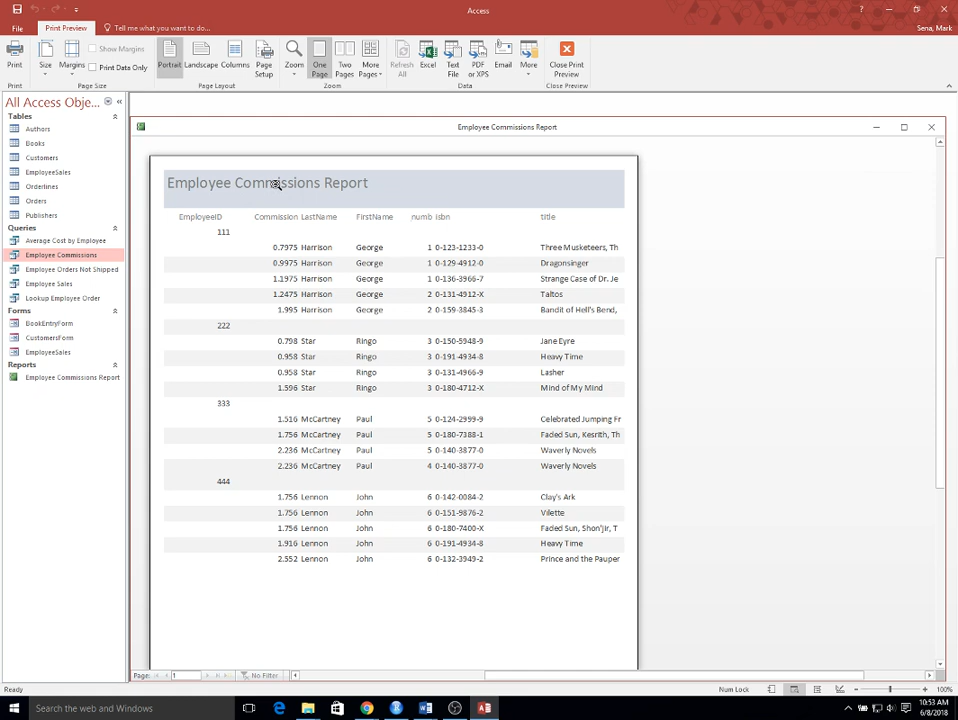 Access
Sena, Mark
File
Print Preview
Tell me what you want to do...
Print
Size
Margins
Show Margins
Print Data Only
Portrait
Landscape
Columns
Page Setup
Zoom
One Page
Two Pages
More Pages
Refresh All
Excel
Text File
PDF or XPS
Email
More
Close Print Preview
Print
Page Size
Page Layout
Zoom
Data
Close Preview
All Access Obje...
Tables
Authors
Books
Customers
EmployeeSales
Orderlines
Orders
Publishers
Queries
Average Cost by Employee
Employee Commissions
Employee Orders Not Shipped
Employee Sales
Lookup Employee Order
Forms
BookEntryForm
CustomersForm
EmployeeSales
Reports
Employee Commissions Report
Employee Commissions Report
Employee Commissions Report
EmployeeID Commission LastName FirstName numb isbn title
111
0.7975 Harrison George 1 0-123-1233-0 Three Musketeers, Th
0.9975 Harrison George 1 0-129-4912-0 Dragonsinger
1.1975 Harrison George 1 0-136-3966-7 Strange Case of Dr. Je
1.2475 Harrison George 2 0-131-4912-X Taltos
1.995 Harrison George 2 0-159-3845-3 Bandit of Hell's Bend,
222
0.798 Star Ringo 3 0-150-5948-9 Jane Eyre
0.958 Star Ringo 3 0-191-4934-8 Heavy Time
0.958 Star Ringo 3 0-131-4966-9 Lasher
1.596 Star Ringo 3 0-180-4712-X Mind of My Mind
333
1.516 McCartney Paul 5 0-124-2999-9 Celebrated Jumping Fr
1.756 McCartney Paul 5 0-180-7388-1 Faded Sun, Kesrith, Th
2.236 McCartney Paul 5 0-140-3877-0 Waverly Novels
2.236 McCartney Paul 4 0-140-3877-0 Waverly Novels
444
1.756 Lennon John 6 0-142-0084-2 Clay's Ark
1.756 Lennon John 6 0-151-9876-2 Vilette
1.756 Lennon John 6 0-180-7400-X Faded Sun, Shon'jir, T
1.916 Lennon John 6 0-191-4934-8 Heavy Time
2.552 Lennon John 6 0-132-3949-2 Prince and the Pauper
Page: 1 No Filter
Ready
Num Lock
100%
Search the web and Windows
10:53 AM
6/8/2018